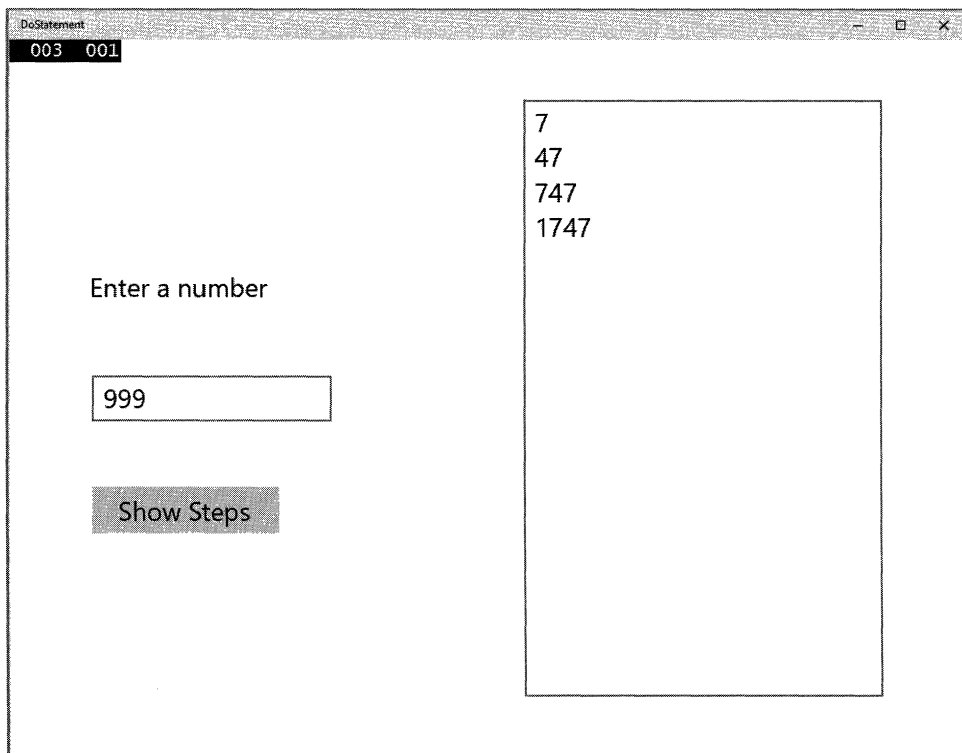 DoStatement
003 001
7
47
747
1747
Enter a number
999
Show Steps